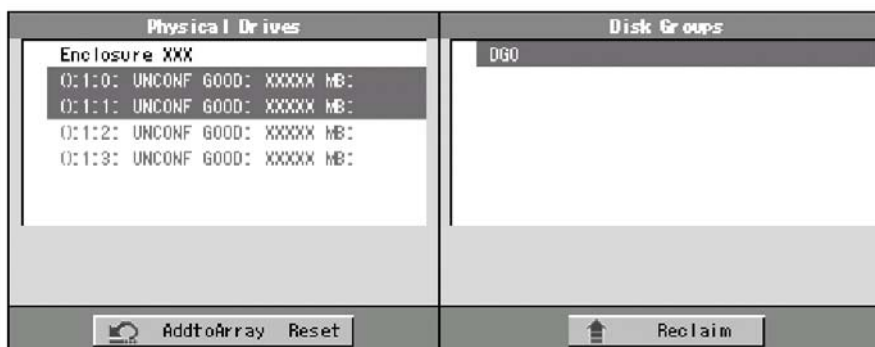 Physical Drives
Enclosure XXX
0:1:0: UNCONF GOOD: XXXXX MB:
0:1:1: UNCONF GOOD: XXXXX MB:
0:1:2: UNCONF GOOD: XXXXX MB:
0:1:3: UNCONF GOOD: XXXXX MB:
AddtoArray Reset
Disk Groups
DG0
Reclaim